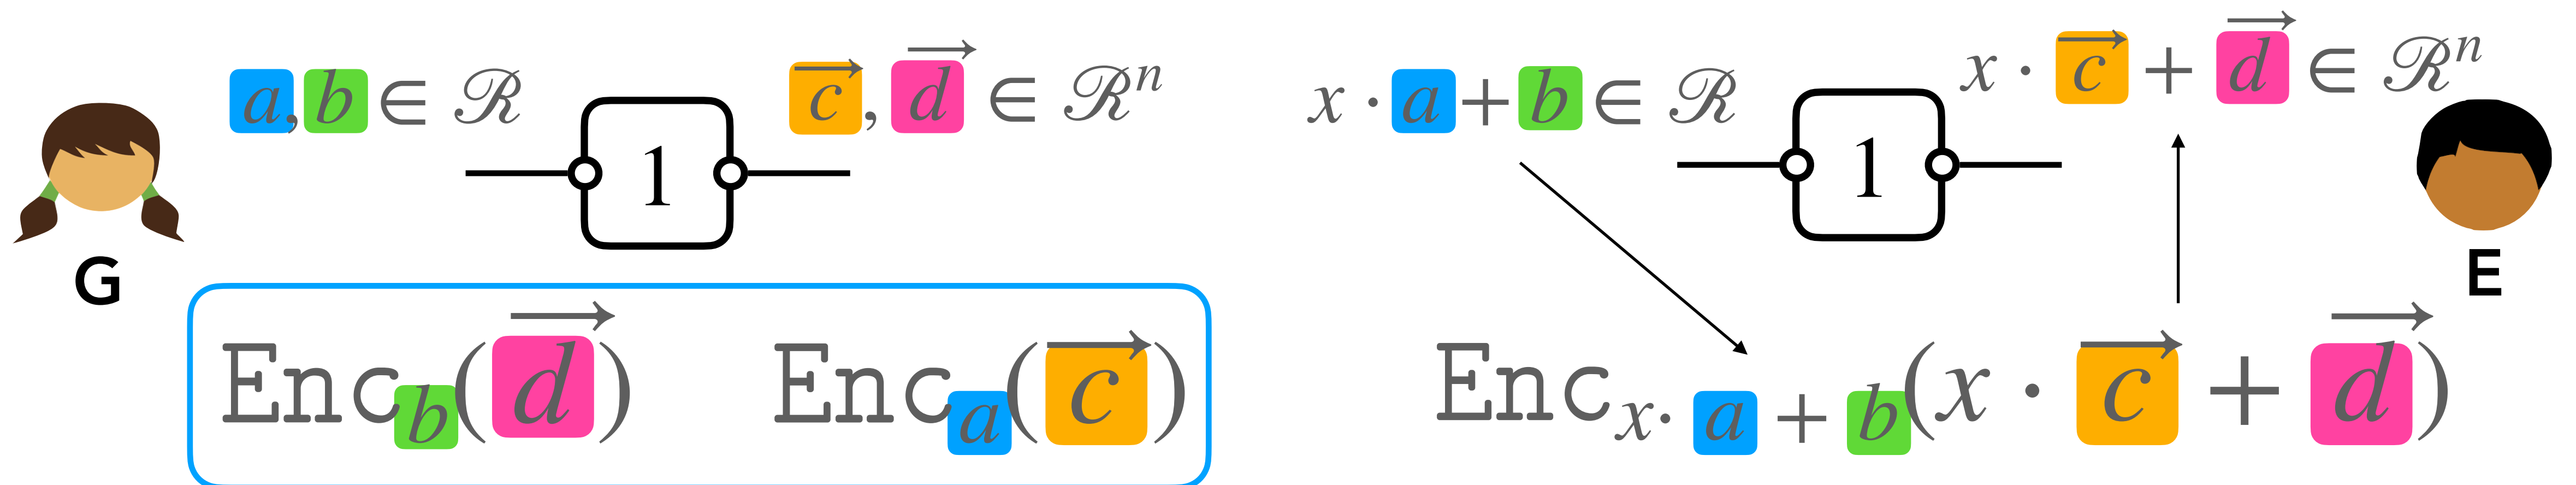 a, b ∈ ℛ
c⃗, d⃗ ∈ ℛⁿ
1
G
Enc_b(d⃗) Enc_a(c⃗)
x · a + b ∈ ℛ
x · c⃗ + d⃗ ∈ ℛⁿ
1
E
Enc_{x· a + b}(x · c⃗ + d⃗)